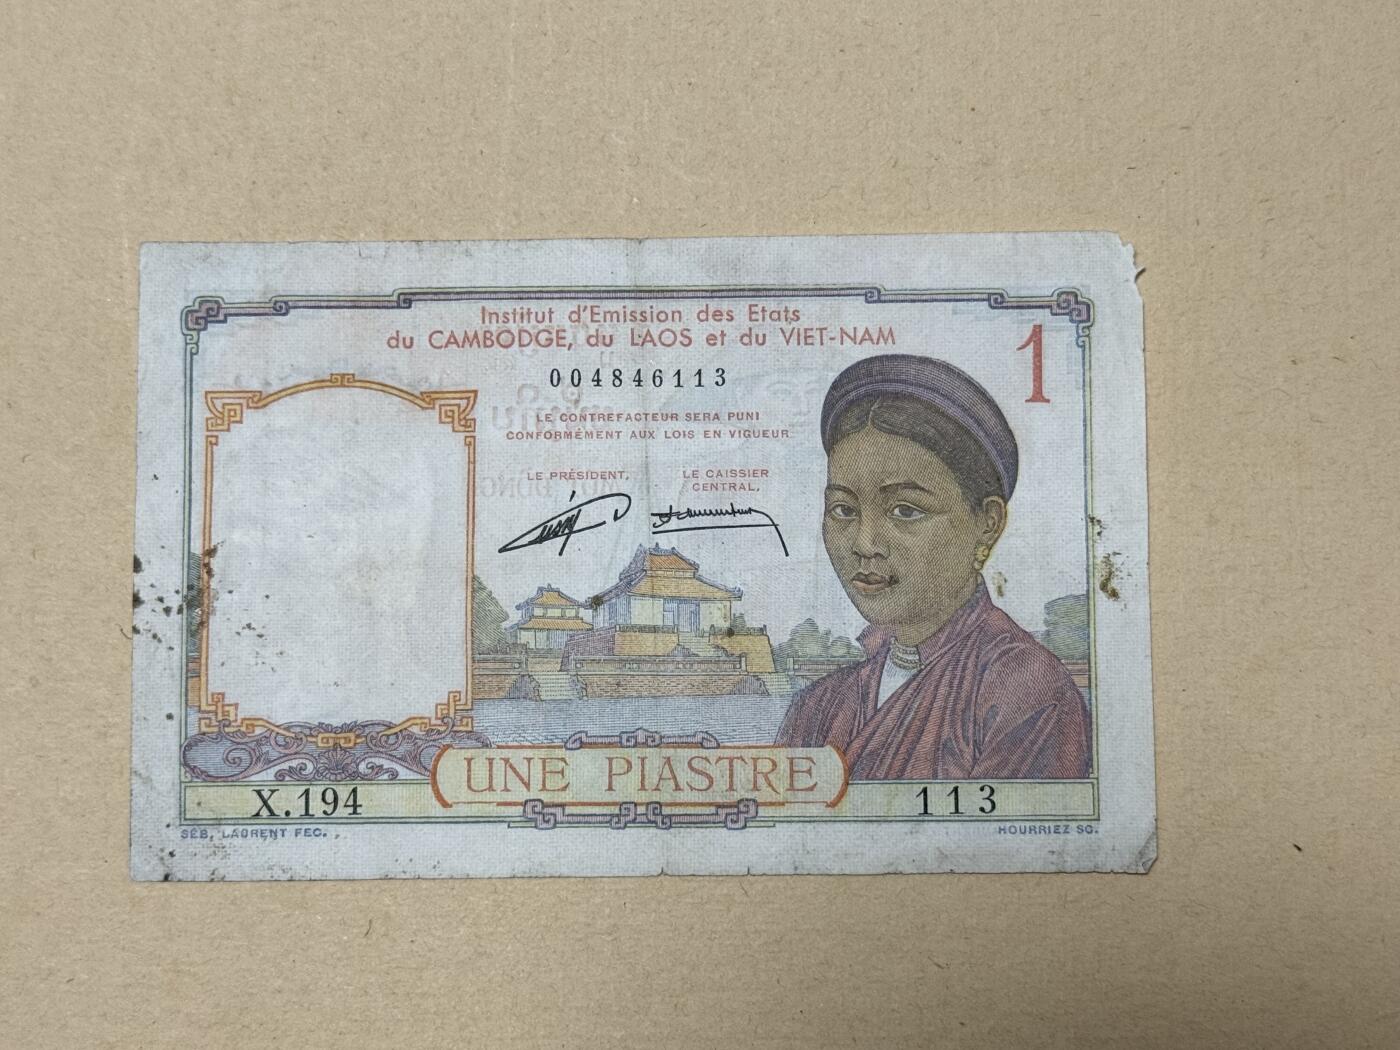 Institut d'Emission des Etats
du CAMBODGE, du LAOS et du VIET-NAM
1
004846113
LE CONTREFACTEUR SERA PUNI
CONFORMÉMENT AUX LOIS EN VIGUEUR
LE PRÉSIDENT,
LE CAISSIER
CENTRAL,
UNE PIASTRE
X.194
113
SÉB. LAURENT FEC.
HOURRIEZ SC.